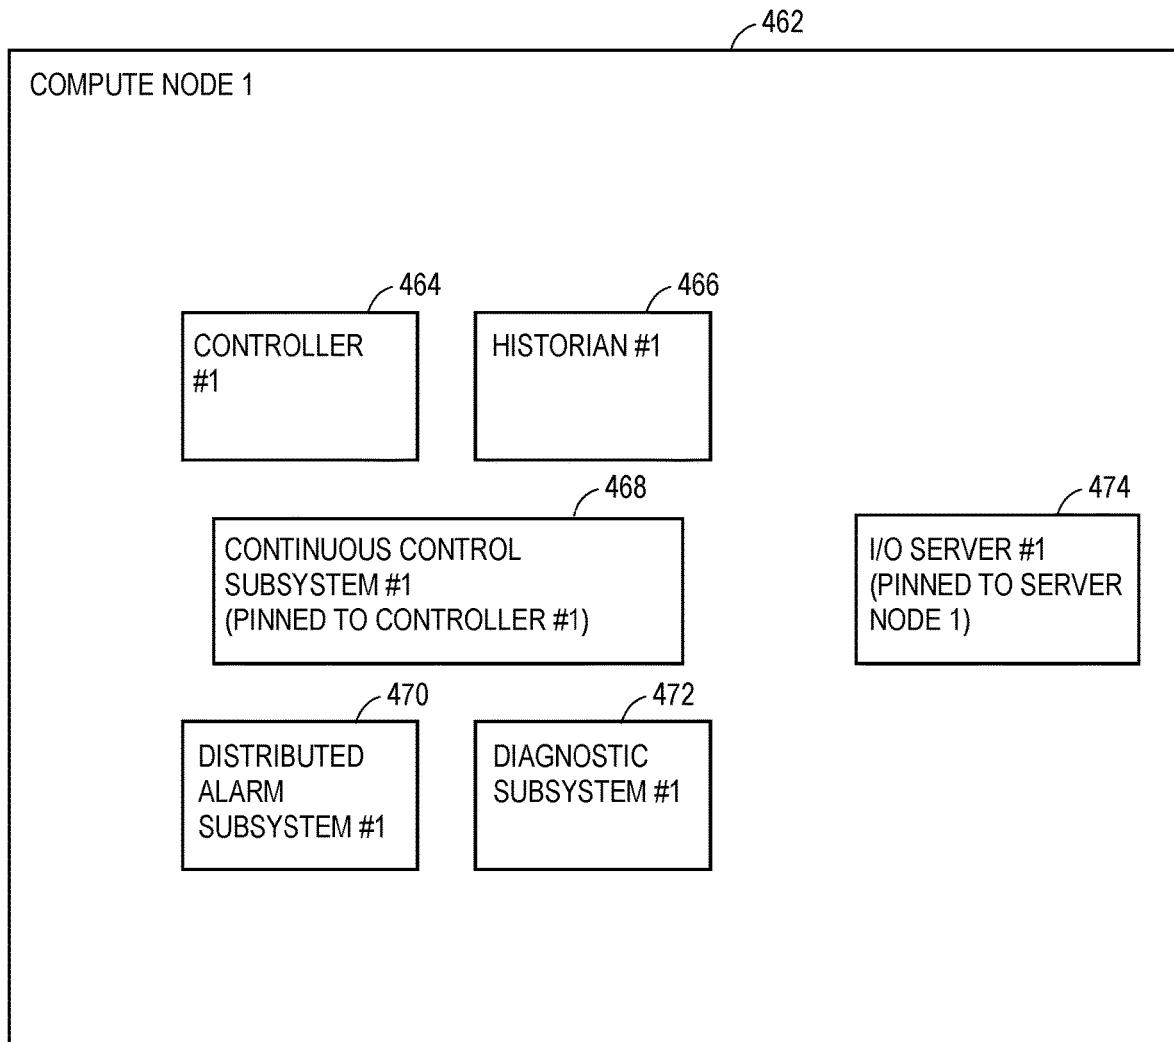 462
COMPUTE NODE 1
464
466
CONTROLLER
#1
HISTORIAN #1
468
474
CONTINUOUS CONTROL
SUBSYSTEM #1
(PINNED TO CONTROLLER #1)
I/O SERVER #1
(PINNED TO SERVER
NODE 1)
470
472
DISTRIBUTED
ALARM
SUBSYSTEM #1
DIAGNOSTIC
SUBSYSTEM #1